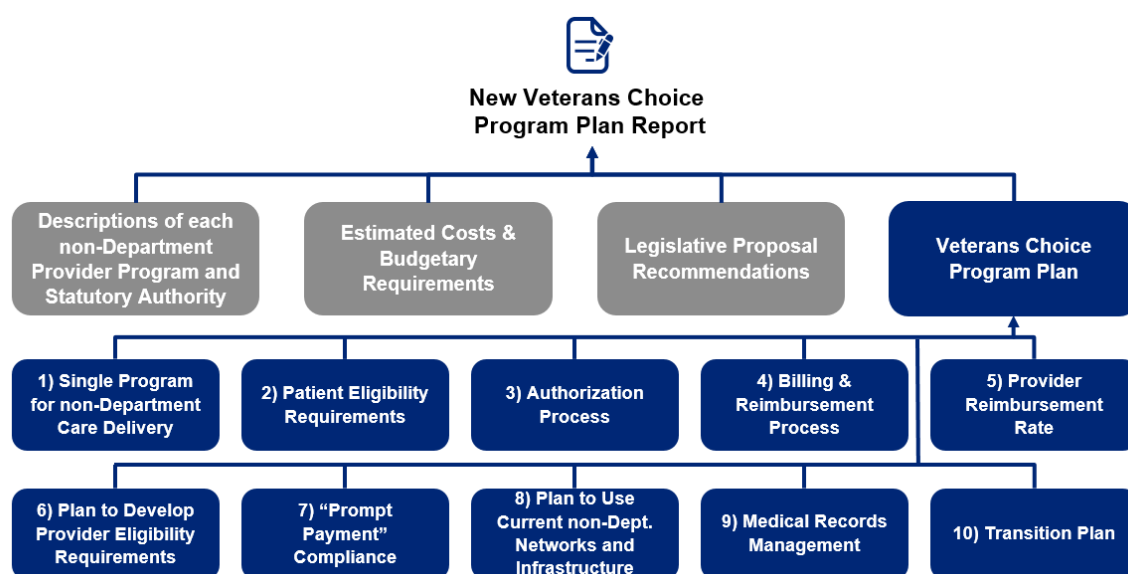 New Veterans Choice
Program Plan Report
Descriptions of each
non-Department
Provider Program and
Statutory Authority
Estimated Costs &
Budgetary
Requirements
Legislative Proposal
Recommendations
Veterans Choice
Program Plan
1) Single Program
for non-Department
Care Delivery
2) Patient Eligibility
Requirements
3) Authorization
Process
4) Billing &
Reimbursement
Process
5) Provider
Reimbursement
Rate
6) Plan to Develop
Provider Eligibility
Requirements
7) “Prompt
Payment”
Compliance
8) Plan to Use
Current non-Dept.
Networks and
Infrastructure
9) Medical Records
Management
10) Transition Plan